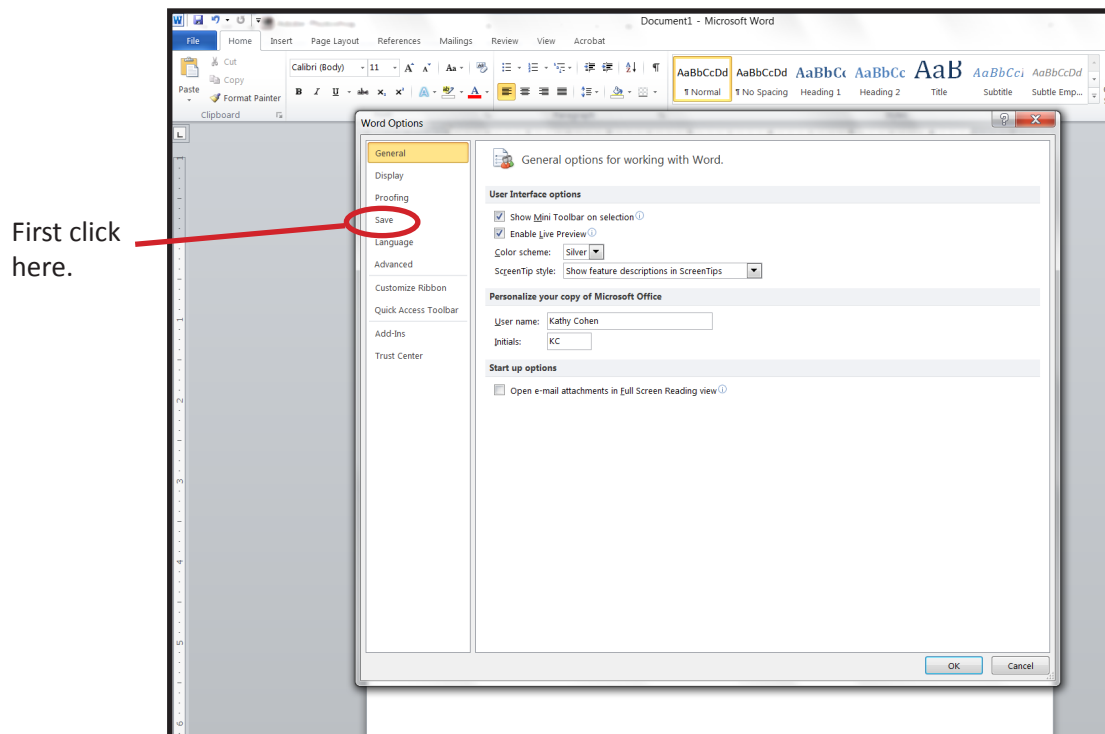 Document1 - Microsoft Word
File Home Insert Page Layout References Mailings Review View Acrobat
Cut
Copy
Paste
Format Painter
Clipboard
Calibri (Body) 11
AaBbCcDd AaBbCcDd AaBbCc AaBbCc AaB AaBbCci AaBbCcDd
¶ Normal ¶ No Spacing Heading 1 Heading 2 Title Subtitle Subtle Emp...
Word Options
General
Display
Proofing
Save
Language
Advanced
Customize Ribbon
Quick Access Toolbar
Add-Ins
Trust Center
General options for working with Word.
User Interface options
Show Mini Toolbar on selection
Enable Live Preview
Color scheme: Silver
ScreenTip style: Show feature descriptions in ScreenTips
Personalize your copy of Microsoft Office
User name: Kathy Cohen
Initials: KC
Start up options
Open e-mail attachments in Full Screen Reading view
OK Cancel
First click
here.